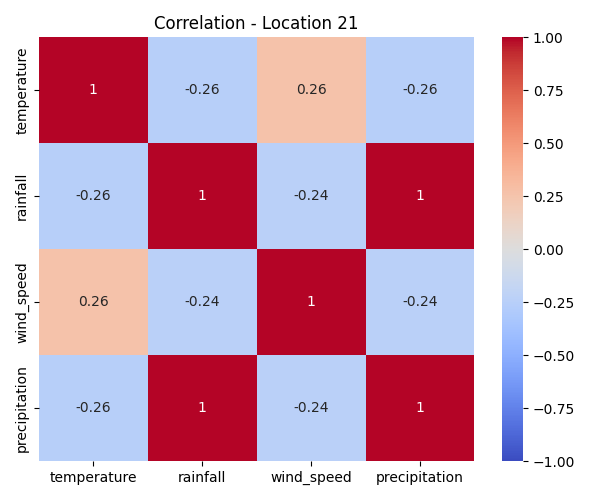 Correlation - Location 21
temperature 1 -0.26 0.26 -0.26
rainfall -0.26 1 -0.24 1
wind_speed 0.26 -0.24 1 -0.24
precipitation -0.26 1 -0.24 1
temperature rainfall wind_speed precipitation
1.00
0.75
0.50
0.25
0.00
−0.25
−0.50
−0.75
−1.00